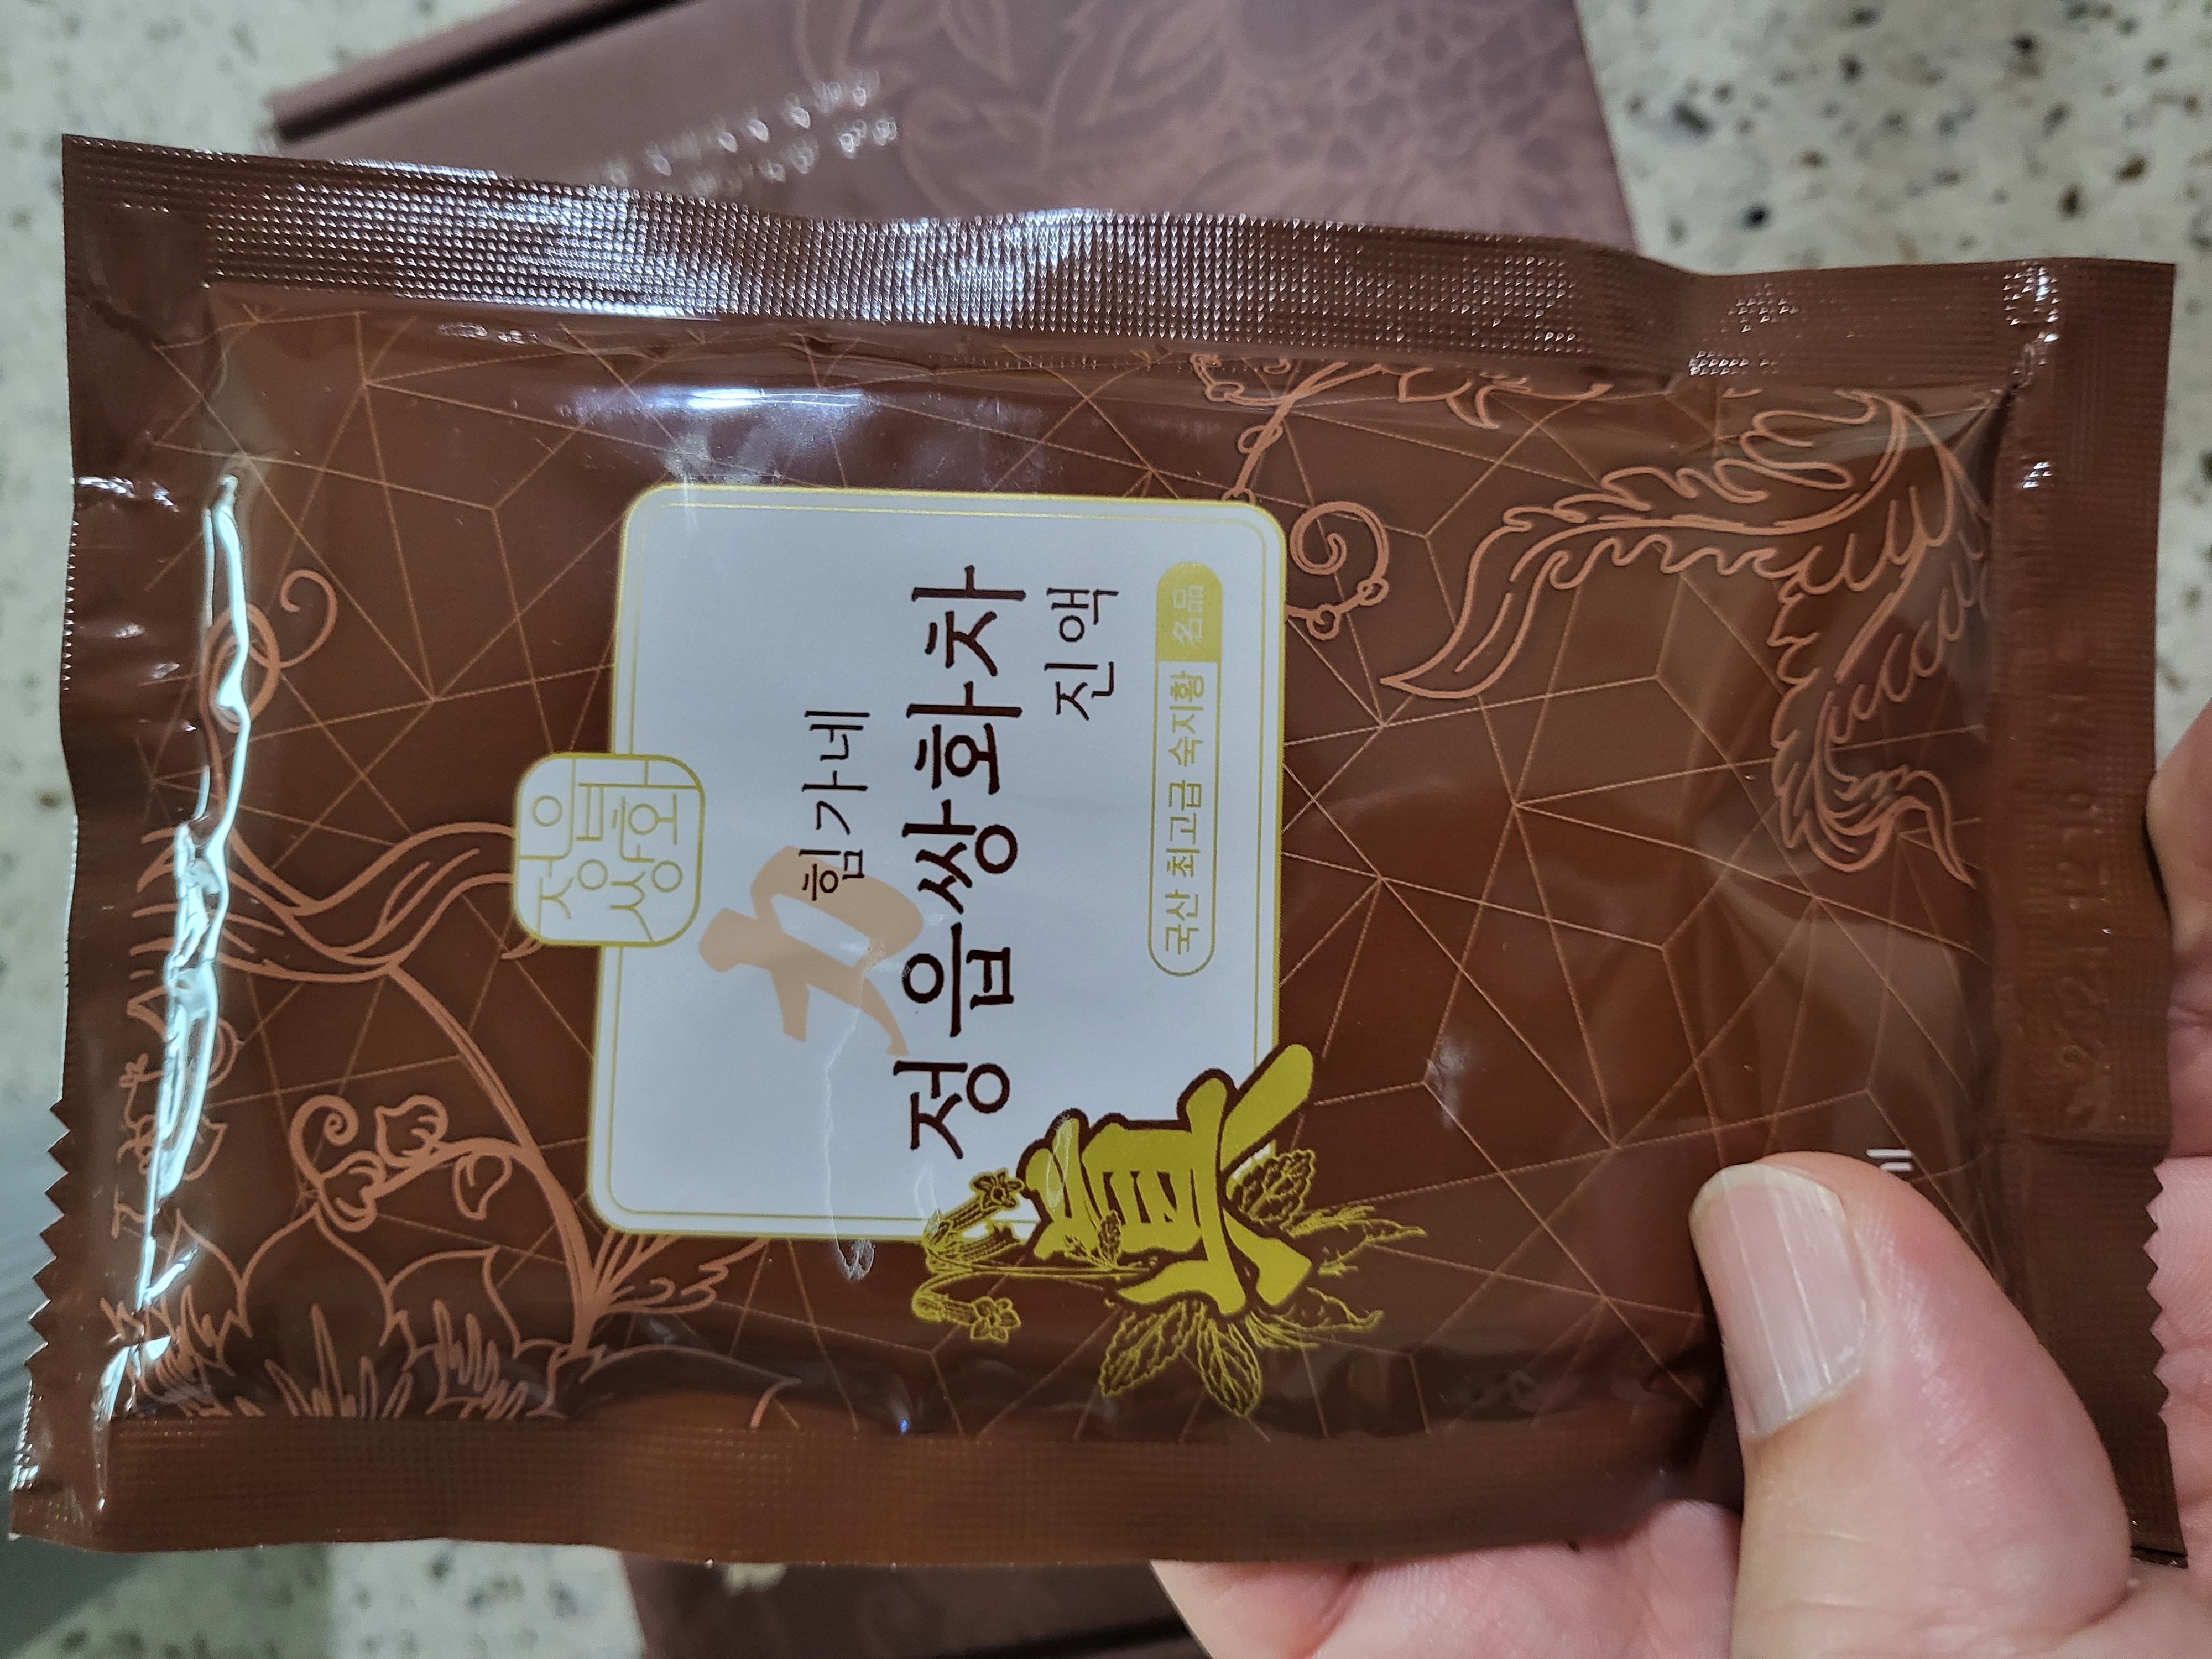 정읍
쌍화
힘가네
力
정읍쌍화차
진액
국산 최고급 숙지황 名品
眞